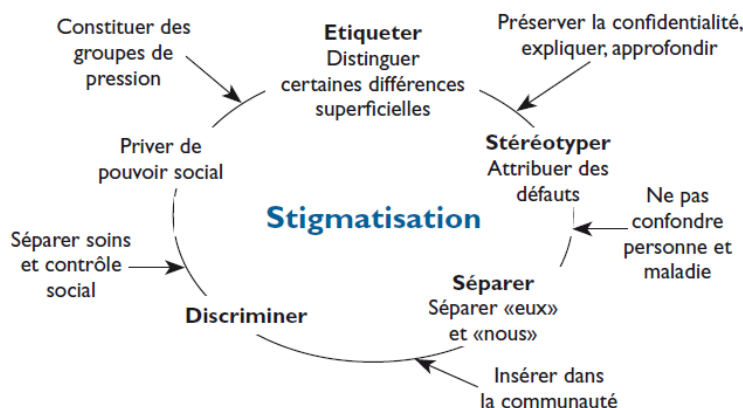 Constituer des
groupes de
pression
Etiqueter
Distinguer
certaines différences
superficielles
Préserver la confidentialité,
expliquer, approfondir
Stéréotyper
Attribuer des
défauts
Ne pas
confondre
personne et
maladie
Séparer
Séparer «eux»
et «nous»
Insérer dans
la communauté
Discriminer
Séparer soins
et contrôle
social
Priver de
pouvoir social
Stigmatisation